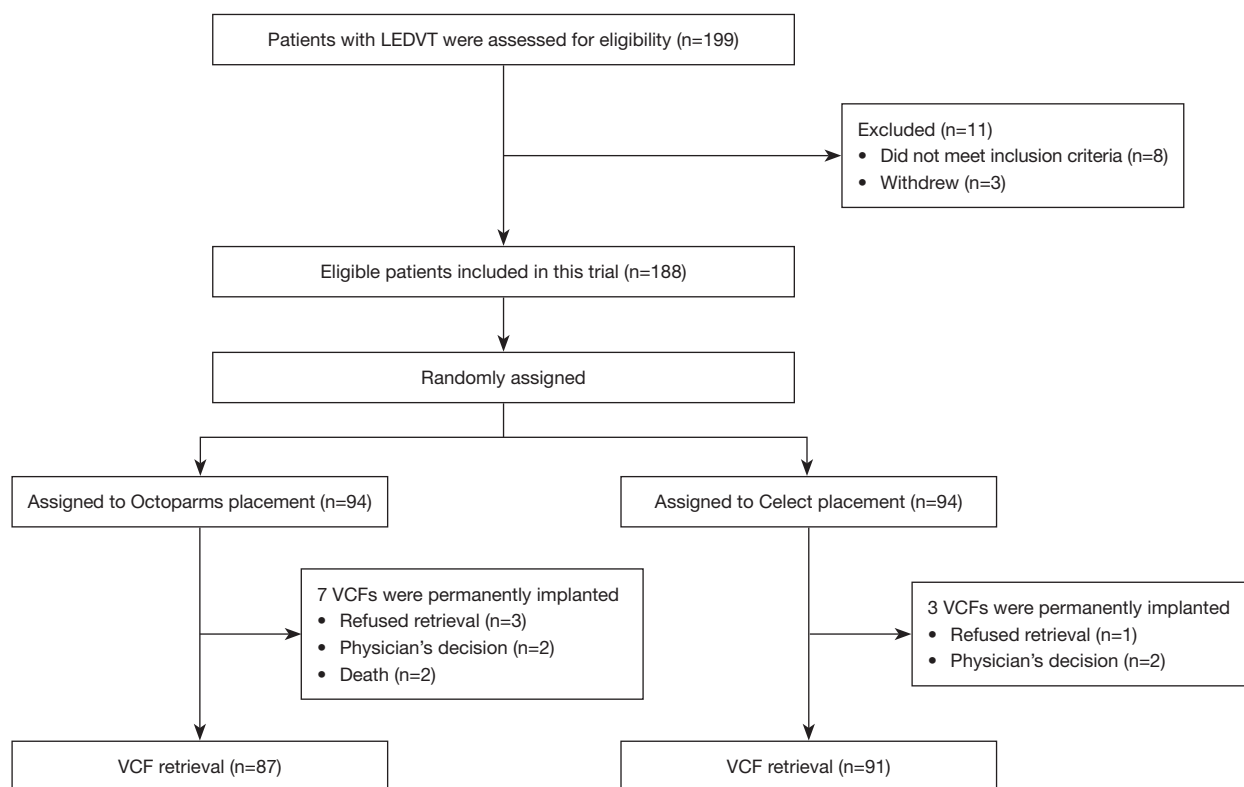 Patients with LEDVT were assessed for eligibility (n=199)
Excluded (n=11)
• Did not meet inclusion criteria (n=8)
• Withdrew (n=3)
Eligible patients included in this trial (n=188)
Randomly assigned
Assigned to Octoparms placement (n=94)
Assigned to Celect placement (n=94)
7 VCFs were permanently implanted
• Refused retrieval (n=3)
• Physician’s decision (n=2)
• Death (n=2)
3 VCFs were permanently implanted
• Refused retrieval (n=1)
• Physician’s decision (n=2)
VCF retrieval (n=87)
VCF retrieval (n=91)